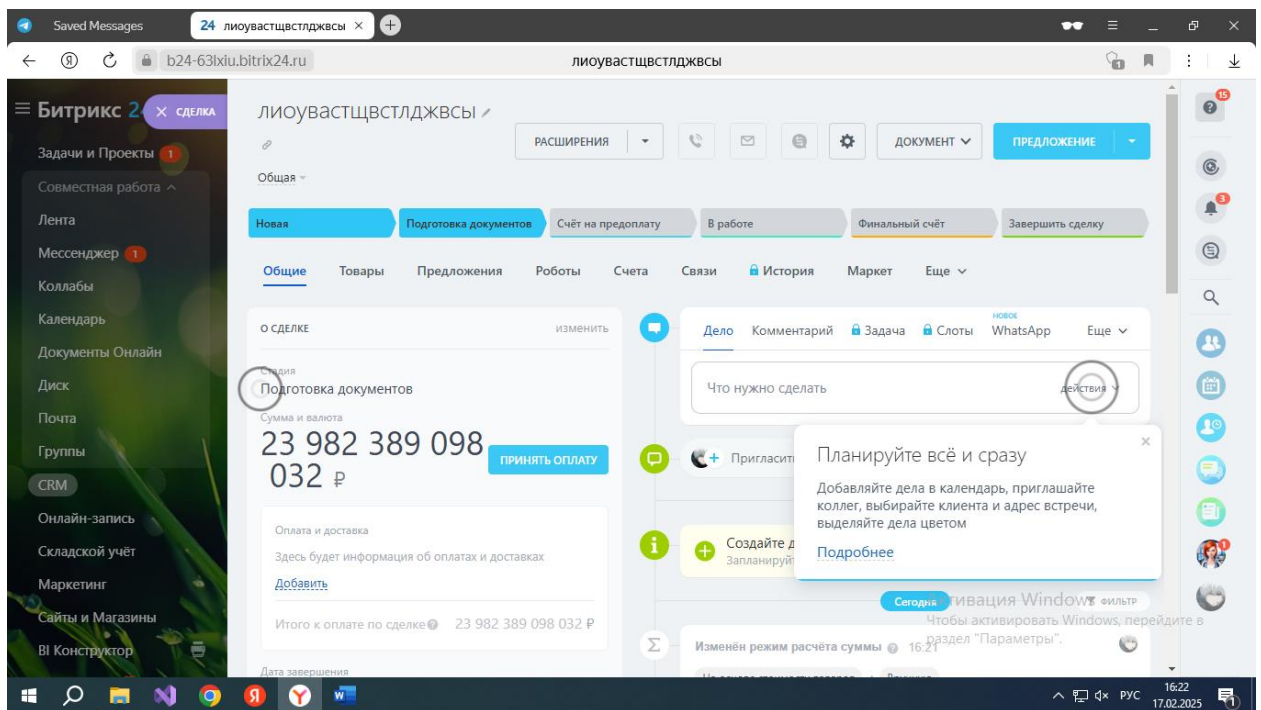 Saved Messages
24 лиоувастщвстлджвсы
b24-63lxiu.bitrix24.ru
лиоувастщвстлджвсы
1
Битрикс 2
СДЕЛКА
Задачи и Проекты 1
Совместная работа
Лента
Мессенджер 1
Коллабы
Календарь
Документы Онлайн
Диск
Почта
Группы
CRM
Онлайн-запись
Складской учёт
Маркетинг
Сайты и Магазины
BI Конструктор
лиоувастщвстлджвсы
Общая
РАСШИРЕНИЯ
ДОКУМЕНТ
ПРЕДЛОЖЕНИЕ
Новая
Подготовка документов
Счёт на предоплату
В работе
Финальный счёт
Завершить сделку
Общие
Товары
Предложения
Роботы
Счета
Связи
История
Маркет
Еще
О СДЕЛКЕ
ИЗМЕНИТЬ
Стадия
Подготовка документов
Сумма и валюта
23 982 389 098
032 ₽
ПРИНЯТЬ ОПЛАТУ
Оплата и доставка
Здесь будет информация об оплатах и доставках
Добавить
Итого к оплате по сделке 23 982 389 098 032 ₽
Дата завершения
НОВОЕ
Дело
Комментарий
Задача
Слоты
WhatsApp
Еще
Что нужно сделать
действия
Пригласит
Планируйте всё и сразу
Добавляйте дела в календарь, приглашайте
коллег, выбирайте клиента и адрес встречи,
выделяйте дела цветом
Подробнее
Создайте д
Запланируй
Сегодня
ФИЛЬТР
Изменён режим расчёта суммы 16:21
Активация Windows
Чтобы активировать Windows, перейдите в
раздел "Параметры".
15
3
1
РУС
16:22
17.02.2025
1